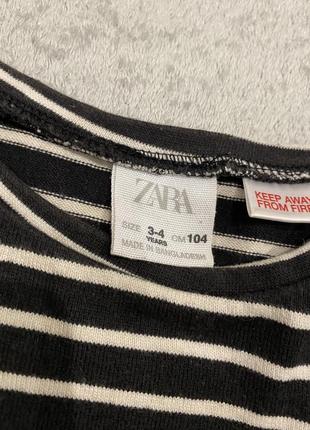 ZARA
SIZE 3-4 YEARS CM 104
MADE IN BANGLADESH
KEEP AWAY
FROM FIRE